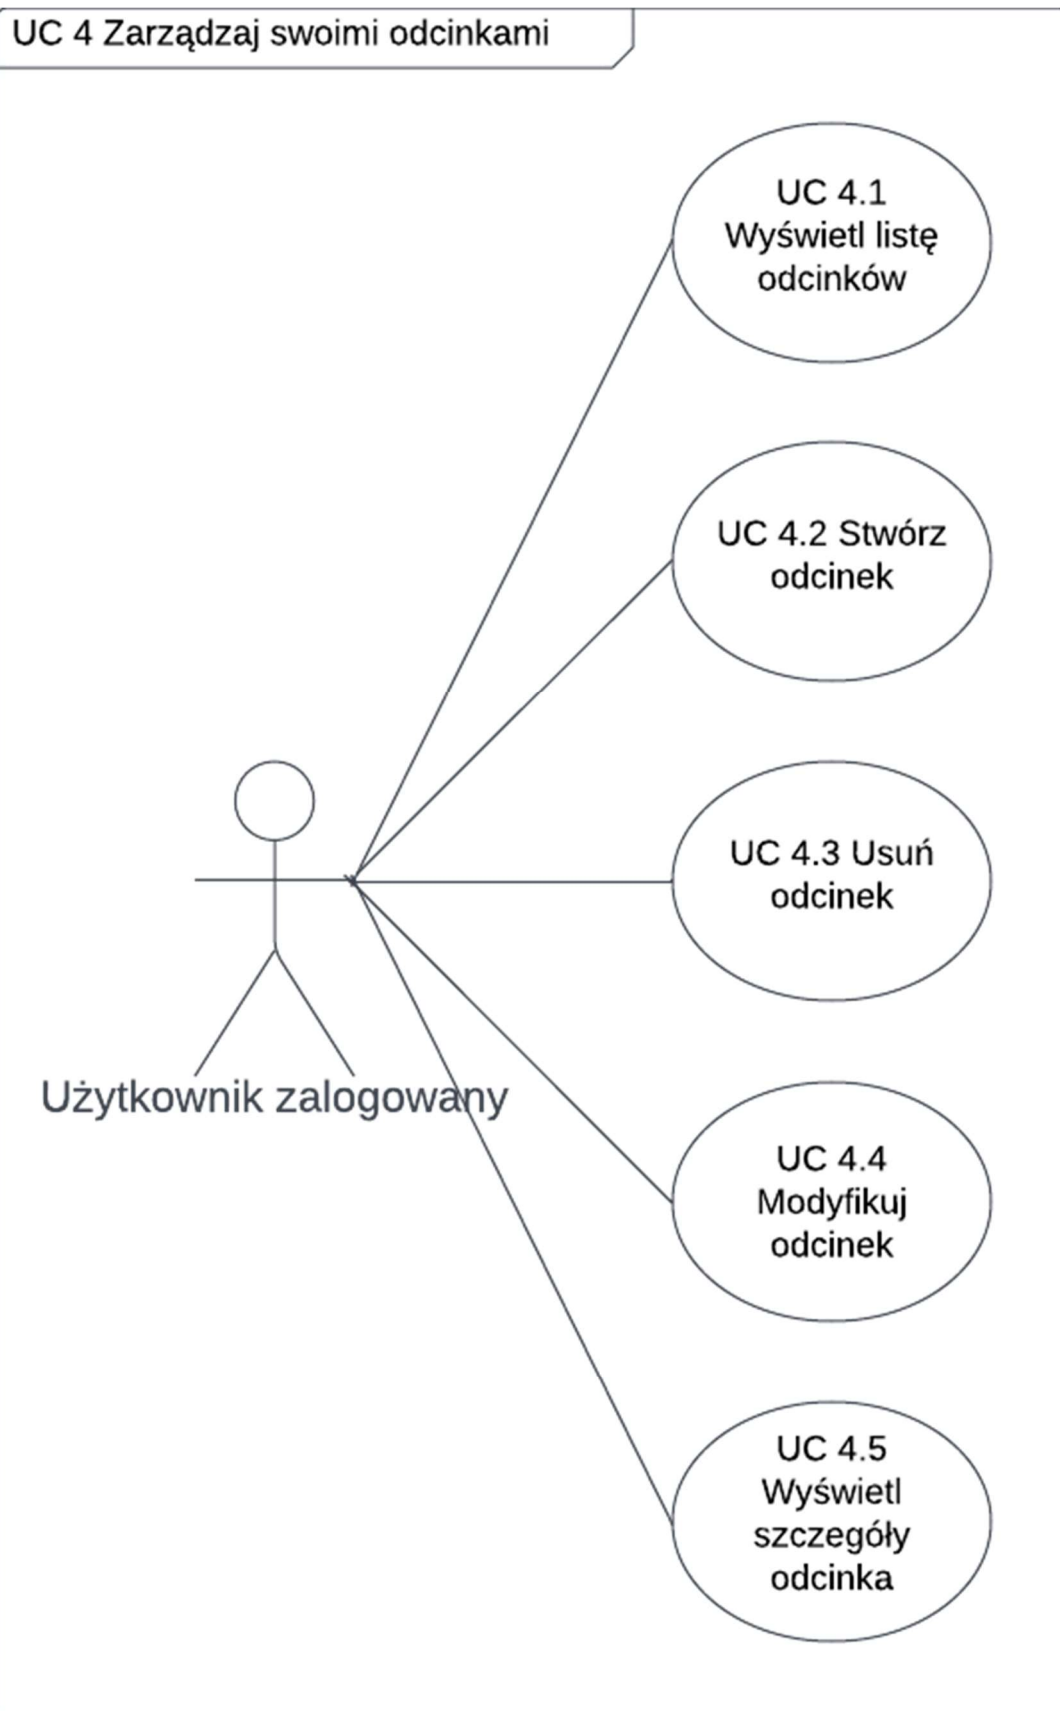 UC 4 Zarządzaj swoimi odcinkami
UC 4.1
Wyświetl listę
odcinków
UC 4.2 Stwórz
odcinek
UC 4.3 Usuń
odcinek
Użytkownik zalogowany
UC 4.4
Modyfikuj
odcinek
UC 4.5
Wyświetl
szczegóły
odcinka